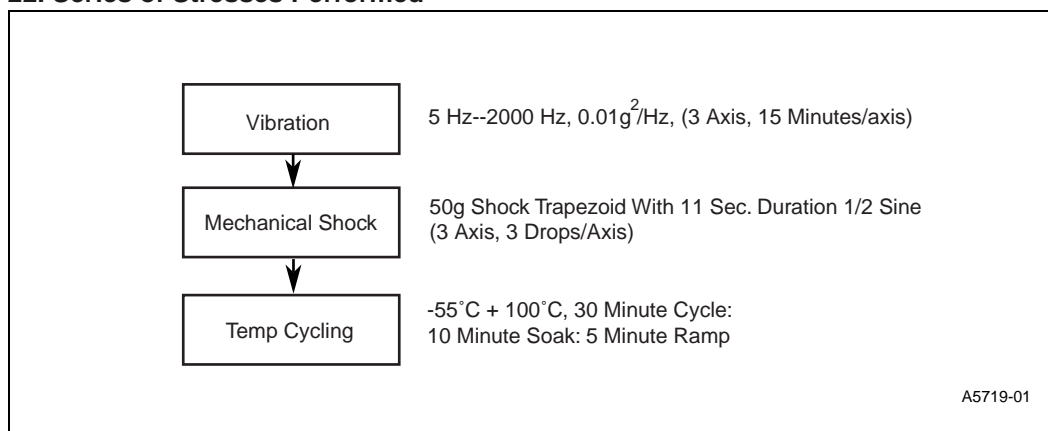 22. Series of Stresses Performed
Vibration
5 Hz--2000 Hz, 0.01g2/Hz, (3 Axis, 15 Minutes/axis)
Mechanical Shock
50g Shock Trapezoid With 11 Sec. Duration 1/2 Sine
(3 Axis, 3 Drops/Axis)
Temp Cycling
-55˚C + 100˚C, 30 Minute Cycle:
10 Minute Soak: 5 Minute Ramp
A5719-01